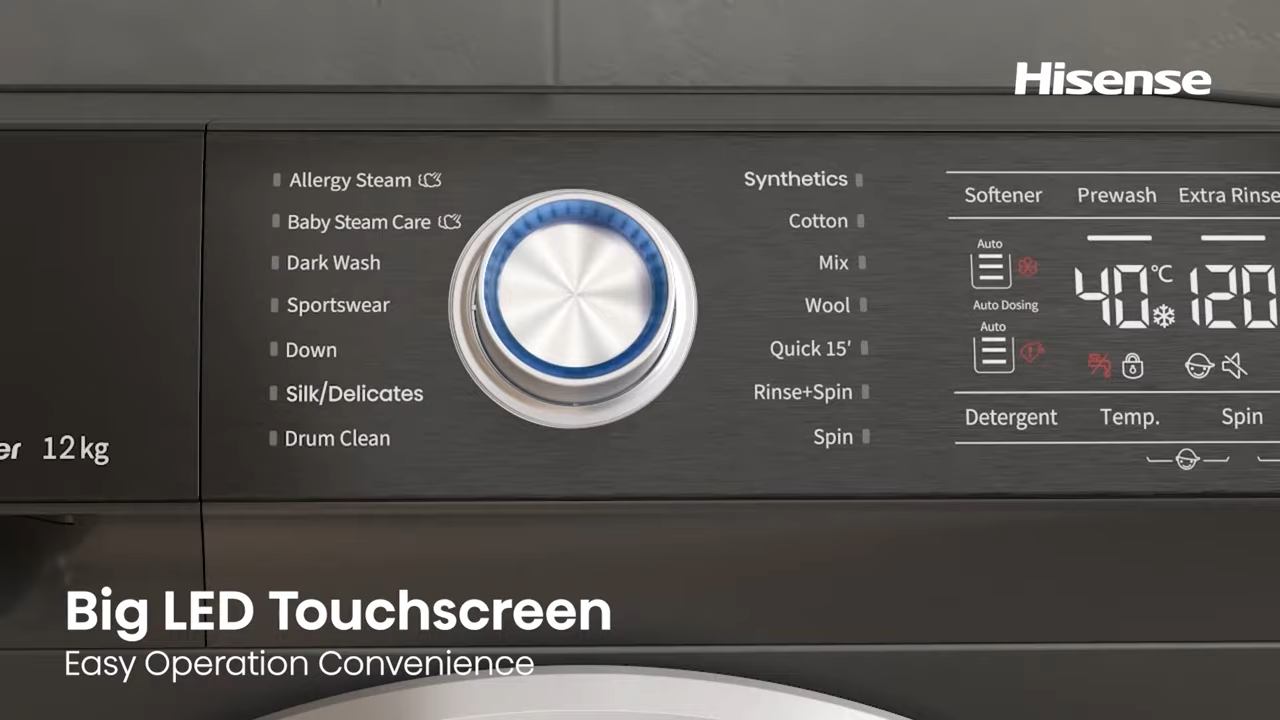 Hisense
Allergy Steam
Baby Steam Care
Dark Wash
Sportswear
Down
Silk/Delicates
Drum Clean
Synthetics
Cotton
Mix
Wool
Quick 15'
Rinse+Spin
Spin
Softener Prewash Extra Rinse
Auto
40°C 120
Auto Dosing
Auto
Detergent Temp. Spin
er 12kg
Big LED Touchscreen
Easy Operation Convenience